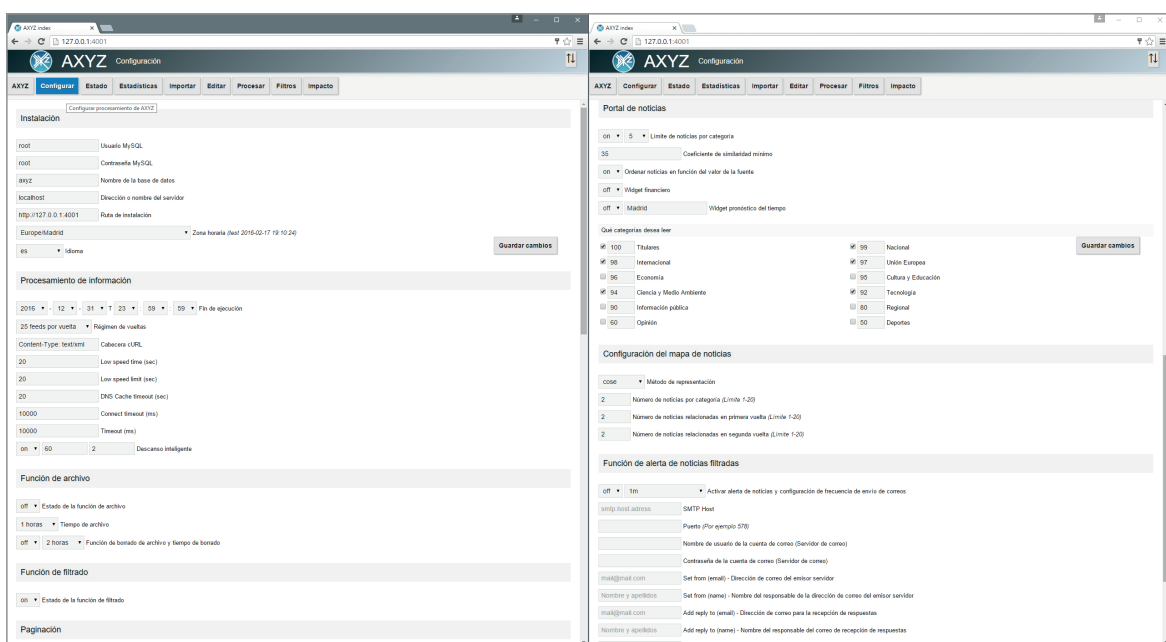 AXYZ index
127.0.0.1:4001
AXYZ Configuración
AXYZ Configurar Estado Estadísticas Importar Editar Procesar Filtros Impacto
Configurar procesamiento de AXYZ
Instalación
root Usuario MySQL
root Contraseña MySQL
axyz Nombre de la base de datos
localhost Dirección o nombre del servidor
http://127.0.0.1:4001 Ruta de instalación
Europe/Madrid Zona horaria (test 2016-02-17 19:10:24)
es Idioma
Guardar cambios
Procesamiento de información
2016 - 12 - 31 T 23 : 59 : 59 Fin de ejecución
25 feeds por vuelta Régimen de vueltas
Content-Type: text/xml Cabecera cURL
20 Low speed time (sec)
20 Low speed limit (sec)
20 DNS Cache timeout (sec)
10000 Connect timeout (ms)
10000 Timeout (ms)
on 60 2 Descanso inteligente
Función de archivo
off Estado de la función de archivo
1 horas Tiempo de archivo
off 2 horas Función de borrado de archivo y tiempo de borrado
Función de filtrado
on Estado de la función de filtrado
Paginación
AXYZ index
127.0.0.1:4001
AXYZ Configuración
AXYZ Configurar Estado Estadísticas Importar Editar Procesar Filtros Impacto
Portal de noticias
on 5 Limite de noticias por categoría
35 Coeficiente de similaridad mínimo
on Ordenar noticias en función del valor de la fuente
off Widget financiero
off Madrid Widget pronóstico del tiempo
Qué categorías desea leer
100 Titulares 99 Nacional
Guardar cambios
98 Internacional 97 Unión Europea
96 Economía 95 Cultura y Educación
94 Ciencia y Medio Ambiente 92 Tecnología
90 Información pública 80 Regional
60 Opinión 50 Deportes
Configuración del mapa de noticias
cose Método de representación
2 Número de noticias por categoría (Límite 1-20)
2 Número de noticias relacionadas en primera vuelta (Límite 1-20)
2 Número de noticias relacionadas en segunda vuelta (Límite 1-20)
Función de alerta de noticias filtradas
off 1m Activar alerta de noticias y configuración de frecuencia de envío de correos
smtp.host.adress SMTP Host
Puerto (Por ejemplo 578)
Nombre de usuario de la cuenta de correo (Servidor de correo)
Contraseña de la cuenta de correo (Servidor de correo)
mail@mail.com Set from (email) - Dirección de correo del emisor servidor
Nombre y apellidos Set from (name) - Nombre del responsable de la dirección de correo del emisor servidor
mail@mail.com Add reply to (email) - Dirección de correo para la recepción de respuestas
Nombre y apellidos Add reply to (name) - Nombre del responsable del correo de recepción de respuestas